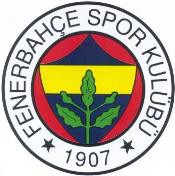 FENERBAHÇE SPOR KULÜBÜ
★ 1907 ★